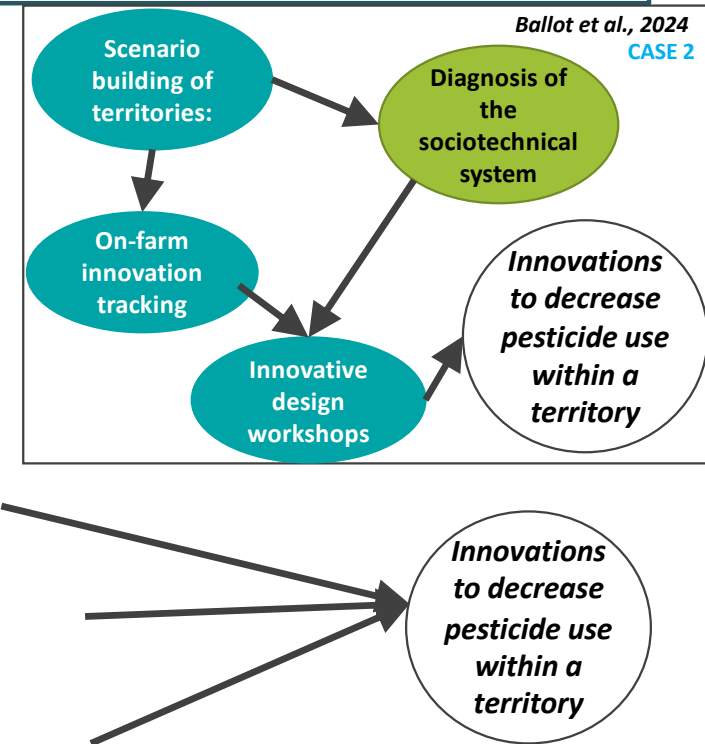 Ballot et al., 2024
CASE 2
Scenario
building of
territories:
Diagnosis of
the
sociotechnical
system
On-farm
innovation
tracking
Innovative
design
workshops
Innovations
to decrease
pesticide use
within a
territory
Innovations
to decrease
pesticide use
within a
territory